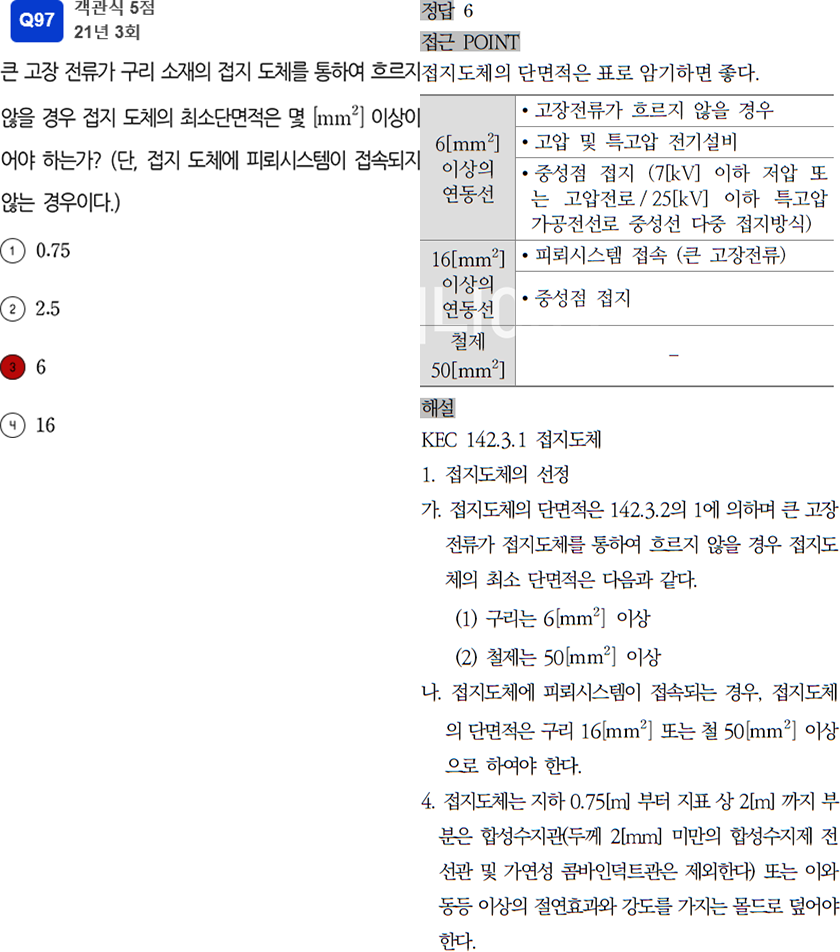 Q97
객관식 5점
21년 3회
큰 고장 전류가 구리 소재의 접지 도체를 통하여 흐르지
않을 경우 접지 도체의 최소단면적은 몇 [mm²] 이상이
어야 하는가? (단, 접지 도체에 피뢰시스템이 접속되지
않는 경우이다.)
① 0.75
② 2.5
③ 6
④ 16
정답 6
접근 POINT
접지도체의 단면적은 표로 암기하면 좋다.
6[mm²]
이상의
연동선
• 고장전류가 흐르지 않을 경우
• 고압 및 특고압 전기설비
• 중성점 접지 (7[kV] 이하 저압 또
는 고압전로 / 25[kV] 이하 특고압
가공전선로 중성선 다중 접지방식)
16[mm²]
이상의
연동선
• 피뢰시스템 접속 (큰 고장전류)
• 중성점 접지
철제
50[mm²]
–
해설
KEC 142.3.1 접지도체
1. 접지도체의 선정
가. 접지도체의 단면적은 142.3.2의 1에 의하며 큰 고장
전류가 접지도체를 통하여 흐르지 않을 경우 접지도
체의 최소 단면적은 다음과 같다.
(1) 구리는 6[mm²] 이상
(2) 철제는 50[mm²] 이상
나. 접지도체에 피뢰시스템이 접속되는 경우, 접지도체
의 단면적은 구리 16[mm²] 또는 철 50[mm²] 이상
으로 하여야 한다.
4. 접지도체는 지하 0.75[m] 부터 지표 상 2[m] 까지 부
분은 합성수지관(두께 2[mm] 미만의 합성수지제 전
선관 및 가연성 콤바인덕트관은 제외한다) 또는 이와
동등 이상의 절연효과와 강도를 가지는 몰드로 덮어야
한다.